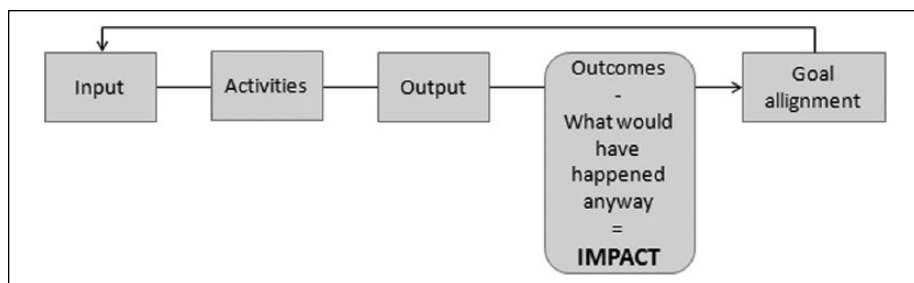 Input
Activities
Output
Outcomes
-
What would
have
happened
anyway
=
IMPACT
Goal
allignment